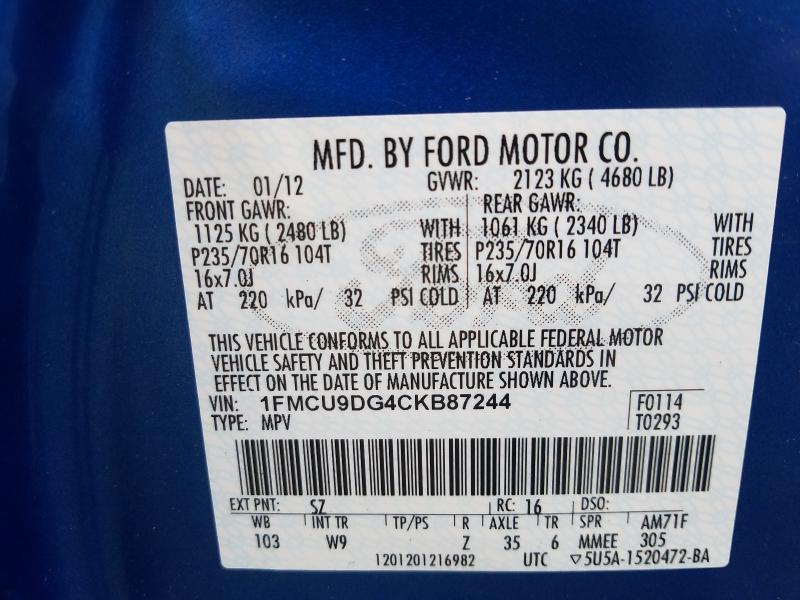 MFD. BY FORD MOTOR CO.
DATE: 01/12 GVWR: 2123 KG ( 4680 LB)
FRONT GAWR: REAR GAWR:
1125 KG ( 2480 LB) WITH 1061 KG ( 2340 LB) WITH
P235/70R16 104T TIRES P235/70R16 104T TIRES
16x7.0J RIMS 16x7.0J RIMS
AT 220 kPa/ 32 PSI COLD AT 220 kPa/ 32 PSI COLD
Ford
THIS VEHICLE CONFORMS TO ALL APPLICABLE FEDERAL MOTOR
VEHICLE SAFETY AND THEFT PREVENTION STANDARDS IN
EFFECT ON THE DATE OF MANUFACTURE SHOWN ABOVE.
VIN: 1FMCU9DG4CKB87244 F0114
TYPE: MPV T0293
EXT PNT: SZ RC: 16 DSO:
WB INT TR TP/PS R AXLE TR SPR AM71F
103 W9 Z 35 6 MMEE 305
1201201216982 UTC ▽5U5A-1520472-BA